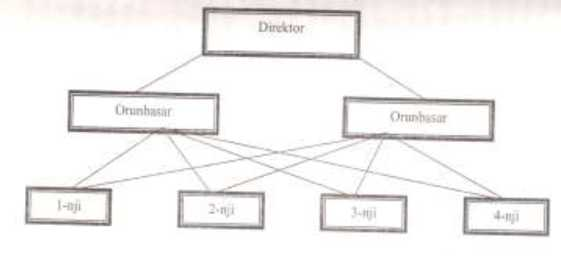 Direktor
Orunbasar
Orunbasar
1-nji
2-nji
3-nji
4-nji